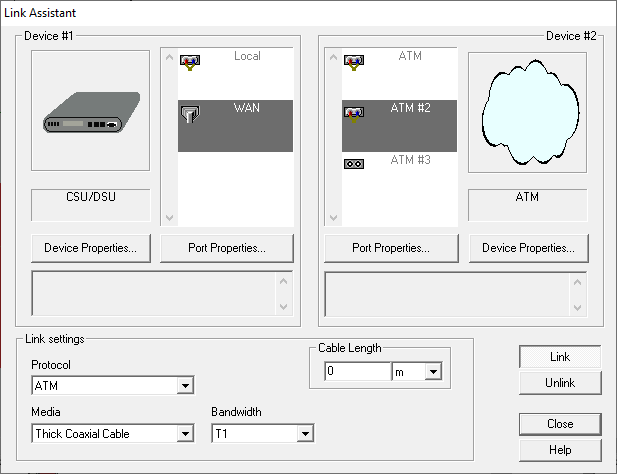 Link Assistant
Device #1
Local
WAN
CSU/DSU
Device Properties...
Port Properties...
Device #2
ATM
ATM #2
ATM #3
ATM
Port Properties...
Device Properties...
Link settings
Protocol
ATM
Cable Length
0
m
Media
Thick Coaxial Cable
Bandwidth
T1
Link
Unlink
Close
Help